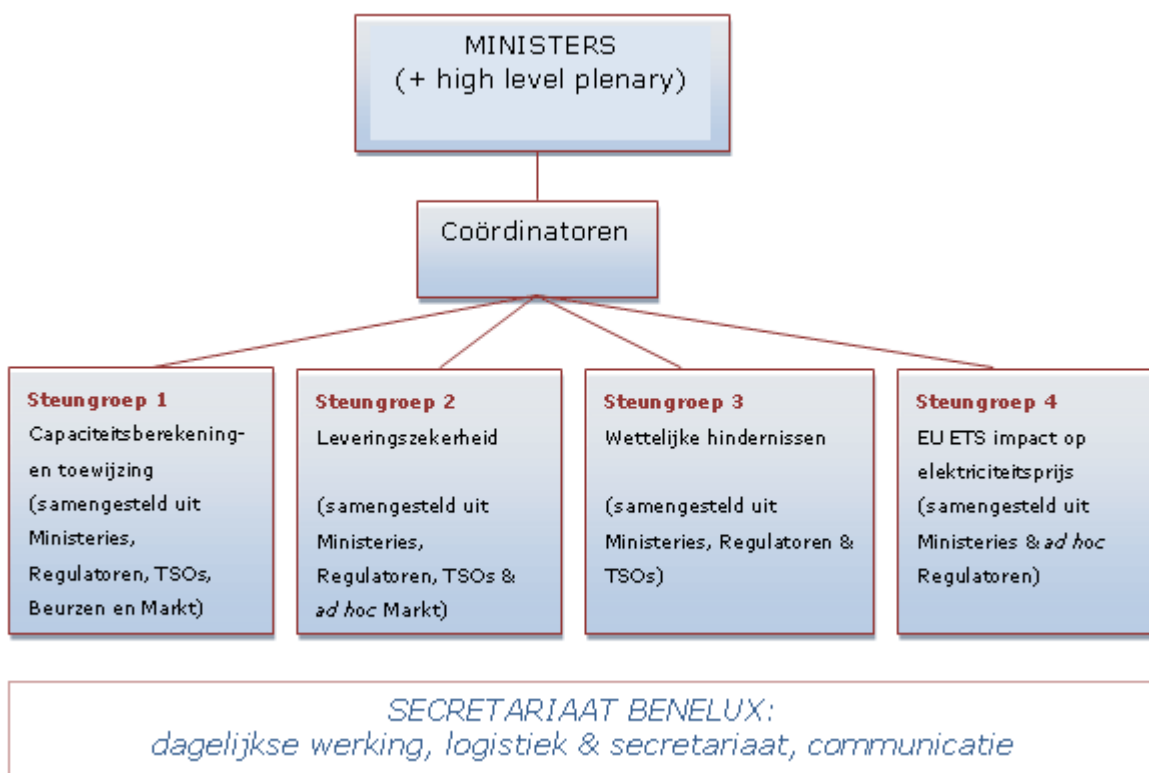 MINISTERS
(+ high level plenary)
Coördinatoren
Steungroep 1
Capaciteitsberekening-
en toewijzing
(samengesteld uit
Ministeries,
Regulatoren, TSOs,
Beurzen en Markt)
Steungroep 2
Leveringszekerheid
(samengesteld uit
Ministeries,
Regulatoren, TSOs &
ad hoc Markt)
Steungroep 3
Wettelijke hindernissen
(samengesteld uit
Ministeries, Regulatoren &
TSOs)
Steungroep 4
EU ETS impact op
elektriciteitsprijs
(samengesteld uit
Ministeries & ad hoc
Regulatoren)
SECRETARIAAT BENELUX:
dagelijkse werking, logistiek & secretariaat, communicatie